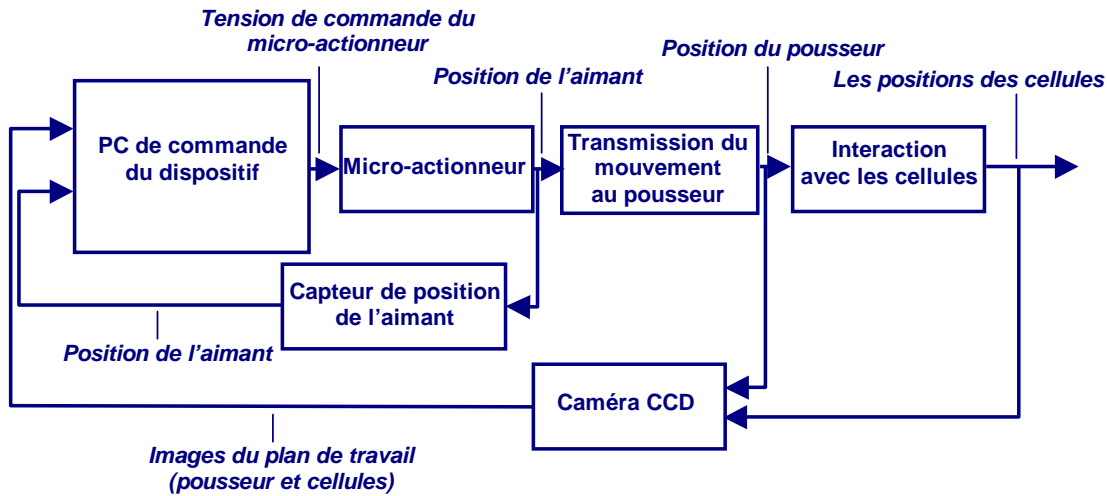 Tension de commande du
micro-actionneur
Position de l'aimant
Position du pousseur
Les positions des cellules
PC de commande
du dispositif
Micro-actionneur
Transmission du
mouvement
au pousseur
Interaction
avec les cellules
Capteur de position
de l'aimant
Position de l'aimant
Caméra CCD
Images du plan de travail
(pousseur et cellules)